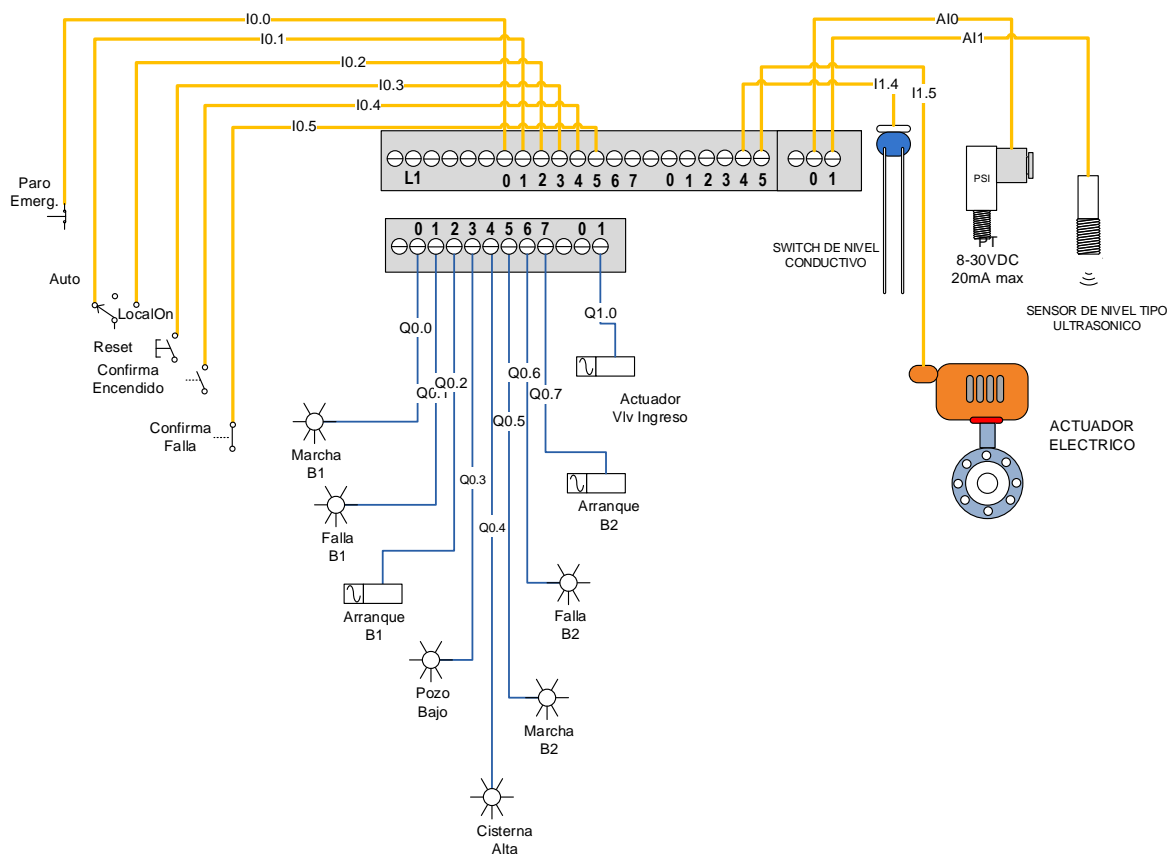 I0.0
I0.1
I0.2
I0.3
I0.4
I0.5
AI0
AI1
I1.4
I1.5
L1
0 1 2 3 4 5 6 7 0 1 2 3 4 5
0 1
0 1 2 3 4 5 6 7 0 1
Paro
Emerg.
Auto
LocalOn
Reset
Confirma
Encendido
Confirma
Falla
PSI
PT
8-30VDC
20mA max
SWITCH DE NIVEL
CONDUCTIVO
SENSOR DE NIVEL TIPO
ULTRASONICO
ACTUADOR
ELECTRICO
Q0.0
Q0.1
Q0.2
Q0.3
Q0.4
Q0.5
Q0.6
Q0.7
Q1.0
Actuador
Vlv Ingreso
Marcha
B1
Falla
B1
Arranque
B1
Arranque
B2
Falla
B2
Pozo
Bajo
Marcha
B2
Cisterna
Alta